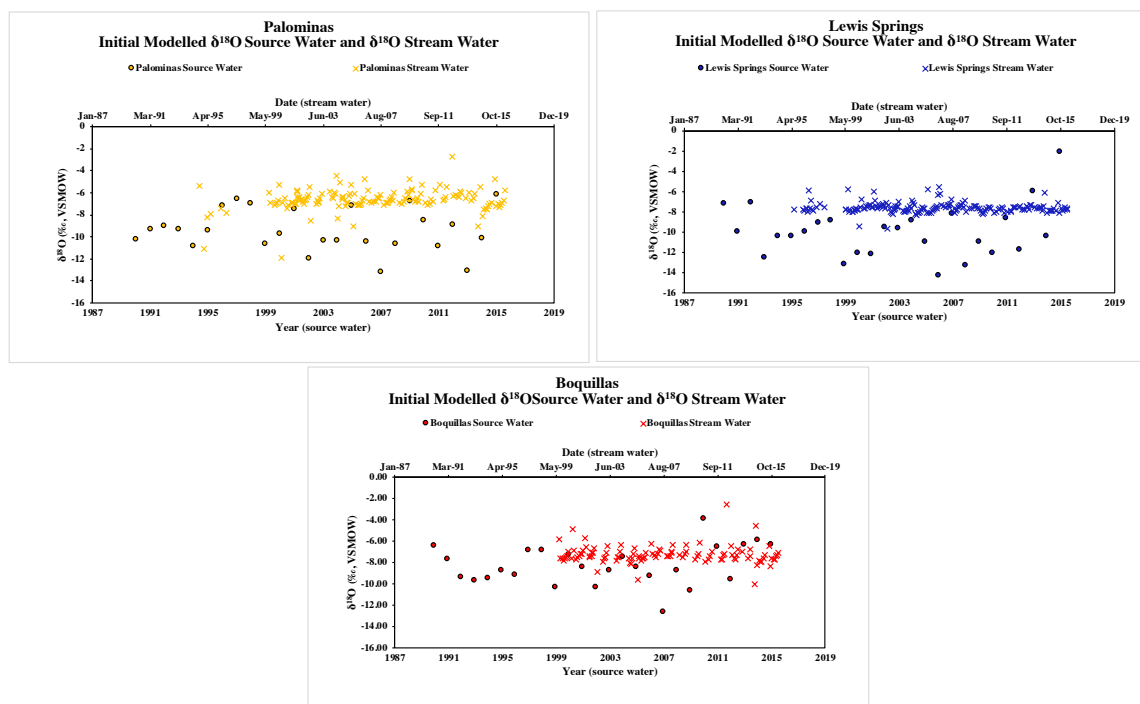 Palominas
Initial Modelled δ¹⁸O Source Water and δ¹⁸O Stream Water
Palominas Source Water
Palominas Stream Water
Date (stream water)
Jan-87 Mar-91 Apr-95 May-99 Jun-03 Aug-07 Sep-11 Oct-15 Dec-19
0
-2
-4
-6
-8
-10
-12
-14
-16
δ¹⁸O (‰, VSMOW)
1987 1991 1995 1999 2003 2007 2011 2015 2019
Year (source water)
Lewis Springs
Initial Modelled δ¹⁸O Source Water and δ¹⁸O Stream Water
Lewis Springs Source Water
Lewis Springs Stream Water
Date (stream water)
Jan-87 Mar-91 Apr-95 May-99 Jun-03 Aug-07 Sep-11 Oct-15 Dec-19
0
-2
-4
-6
-8
-10
-12
-14
-16
δ¹⁸O (‰, VSMOW)
1987 1991 1995 1999 2003 2007 2011 2015 2019
Year (source water)
Boquillas
Initial Modelled δ¹⁸OSource Water and δ¹⁸O Stream Water
Boquillas Source Water
Boquillas Stream Water
Date (stream water)
Jan-87 Mar-91 Apr-95 May-99 Jun-03 Aug-07 Sep-11 Oct-15 Dec-19
0.00
-2.00
-4.00
-6.00
-8.00
-10.00
-12.00
-14.00
-16.00
δ¹⁸O (‰, VSMOW)
1987 1991 1995 1999 2003 2007 2011 2015 2019
Year (source water)